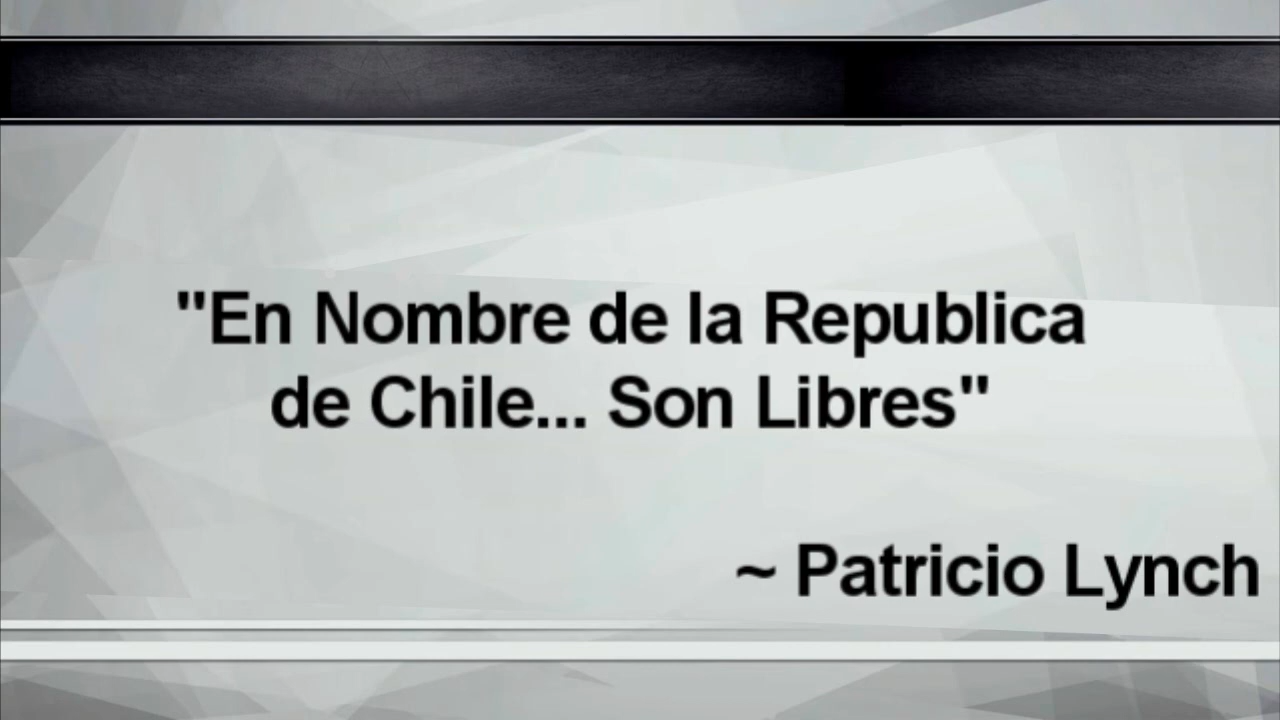 "En Nombre de la Republica
de Chile... Son Libres"
~ Patricio Lynch